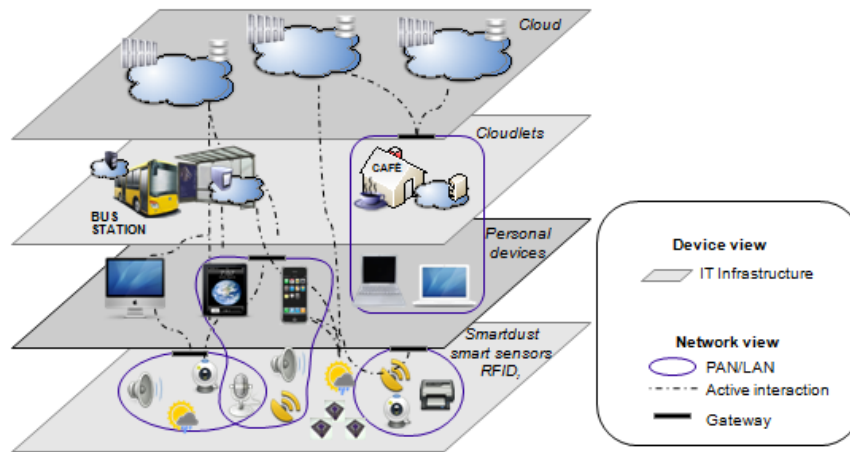 Cloud
Cloudlets
CAFÉ
BUS
STATION
Personal
devices
Smartdust
smart sensors
RFID,
Device view
IT Infrastructure
Network view
PAN/LAN
Active interaction
Gateway